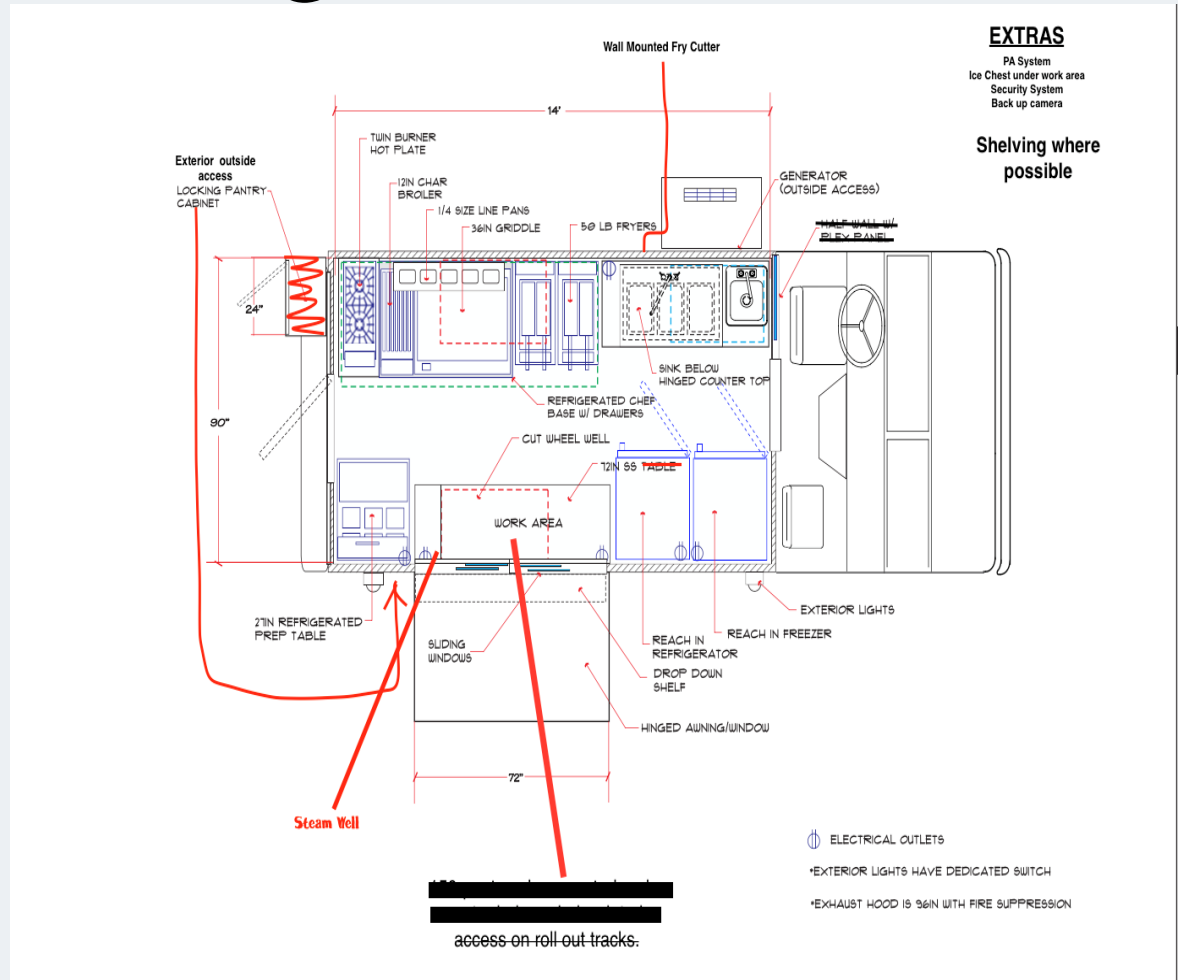 Wall Mounted Fry Cutter
EXTRAS
PA System
Ice Chest under work area
Security System
Back up camera
Shelving where
possible
14'
TWIN BURNER
HOT PLATE
Exterior outside
access
LOCKING PANTRY
CABINET
12IN CHAR
BROILER
1/4 SIZE LINE PANS
36IN GRIDDLE
50 LB FRYERS
GENERATOR
(OUTSIDE ACCESS)
HALF WALL W/
PLEX PANEL
24"
SINK BELOW
HINGED COUNTER TOP
REFRIGERATED CHEF
BASE W/ DRAWERS
90"
CUT WHEEL WELL
72IN SS TABLE
WORK AREA
27IN REFRIGERATED
PREP TABLE
SLIDING
WINDOWS
EXTERIOR LIGHTS
REACH IN
REFRIGERATOR
REACH IN FREEZER
DROP DOWN
SHELF
HINGED AWNING/WINDOW
72"
Steam Well
ELECTRICAL OUTLETS
*EXTERIOR LIGHTS HAVE DEDICATED SWITCH
*EXHAUST HOOD IS 96IN WITH FIRE SUPPRESSION
access on roll out tracks.